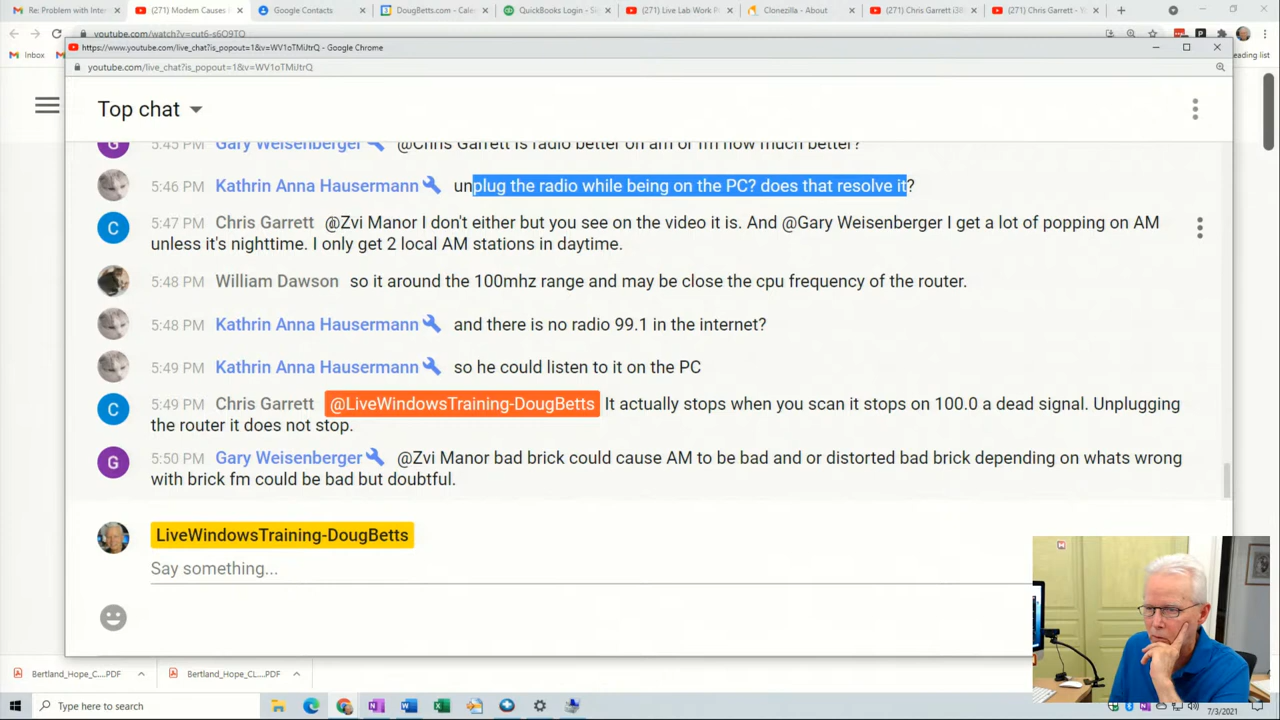 Re: Problem with Inter
(271) Modem Causes
Google Contacts
DougBetts.com - Cale
QuickBooks Login - Si
(271) Live Lab Work P
Clonezilla - About
(271) Chris Garrett i38
(271) Chris Garrett - 1
youtube.com/watch?v=cut6-s6O9TQ
Inbox
eading list
https://www.youtube.com/live_chat?is_popout=1&v=WV1oTMiJtrQ - Google Chrome
youtube.com/live_chat?is_popout=1&v=WV1oTMiJtrQ
Top chat
5:45 PM Gary Weisenberger @Chris Garrett is radio better on am or fm how much better?
5:46 PM Kathrin Anna Hausermann unplug the radio while being on the PC? does that resolve it?
5:47 PM Chris Garrett @Zvi Manor I don't either but you see on the video it is. And @Gary Weisenberger I get a lot of popping on AM
unless it's nighttime. I only get 2 local AM stations in daytime.
5:48 PM William Dawson so it around the 100mhz range and may be close the cpu frequency of the router.
5:48 PM Kathrin Anna Hausermann and there is no radio 99.1 in the internet?
5:49 PM Kathrin Anna Hausermann so he could listen to it on the PC
5:49 PM Chris Garrett @LiveWindowsTraining-DougBetts It actually stops when you scan it stops on 100.0 a dead signal. Unplugging
the router it does not stop.
5:50 PM Gary Weisenberger @Zvi Manor bad brick could cause AM to be bad and or distorted bad brick depending on whats wrong
with brick fm could be bad but doubtful.
LiveWindowsTraining-DougBetts
Say something...
Bertland_Hope_C....PDF
Bertland_Hope_CL....PDF
Type here to search
7/3/2021